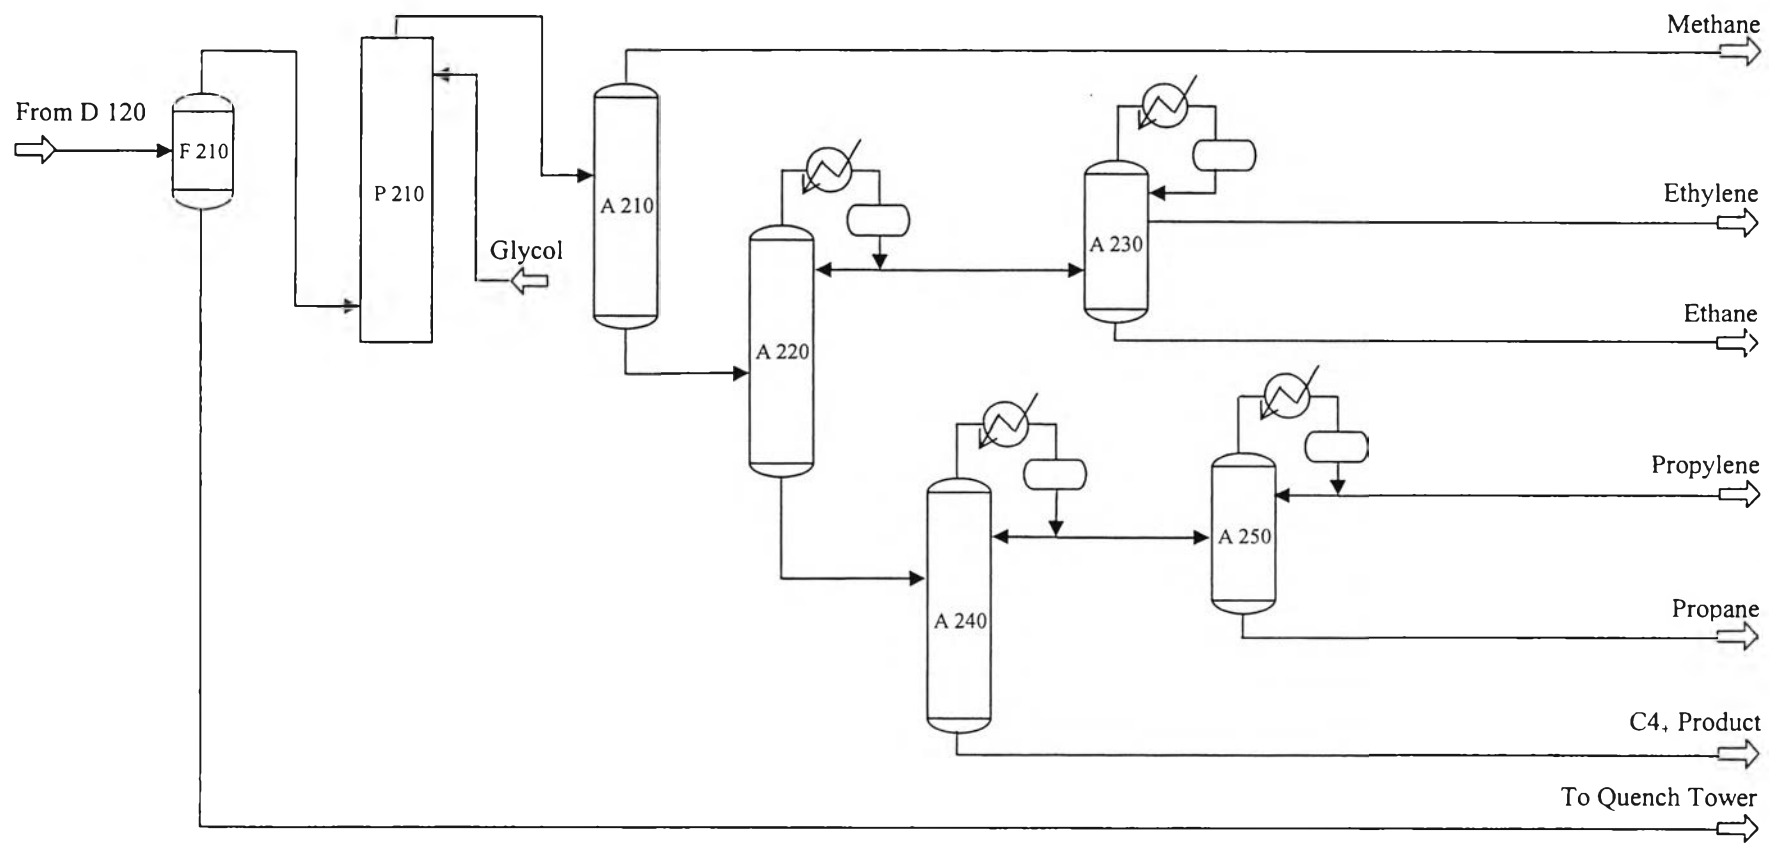 Methane
From D 120
F 210
P 210
A 210
Ethylene
A 230
Glycol
Ethane
A 220
Propylene
A 250
Propane
A 240
C4+ Product
To Quench Tower